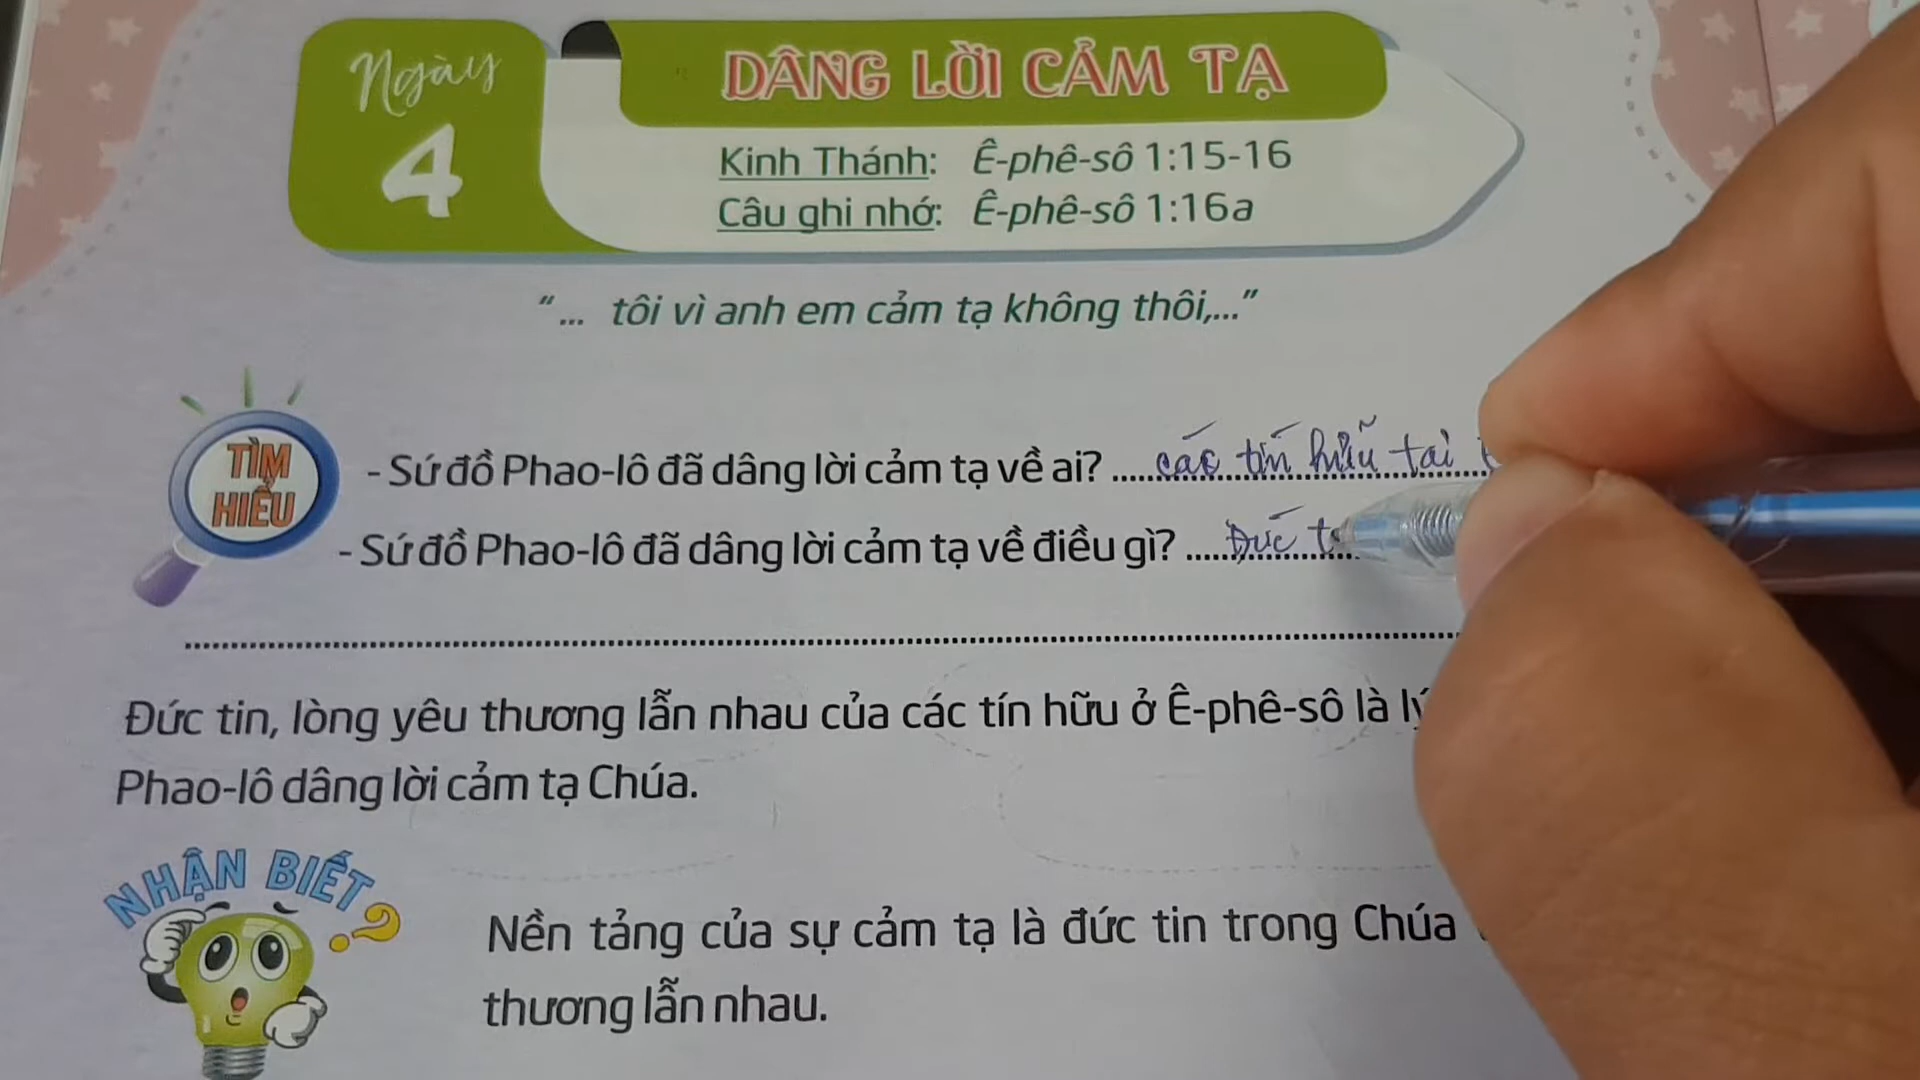 Ngày
4
DÂNG LỜI CẢM TẠ
Kinh Thánh: Ê-phê-sô 1:15-16
Câu ghi nhớ: Ê-phê-sô 1:16a
“... tôi vì anh em cảm tạ không thôi,...”
TÌM
HIỂU
- Sứ đồ Phao-lô đã dâng lời cảm tạ về ai? ..... các tín hữu tại
- Sứ đồ Phao-lô đã dâng lời cảm tạ về điều gì? ..... Đức
Đức tin, lòng yêu thương lẫn nhau của các tín hữu ở Ê-phê-sô là lý
Phao-lô dâng lời cảm tạ Chúa.
NHẬN BIẾT?
Nền tảng của sự cảm tạ là đức tin trong Chúa
thương lẫn nhau.